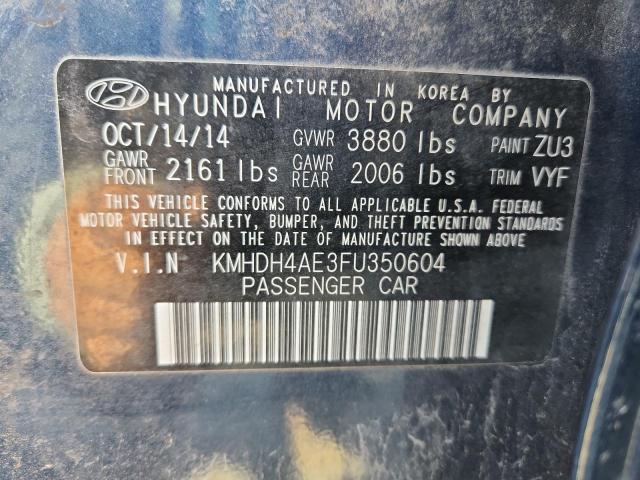 MANUFACTURED IN KOREA BY
HYUNDAI MOTOR COMPANY
OCT/14/14 GVWR 3880 lbs PAINT ZU3
GAWR FRONT 2161 lbs GAWR REAR 2006 lbs TRIM VYF
THIS VEHICLE CONFORMS TO ALL APPLICABLE U.S.A. FEDERAL
MOTOR VEHICLE SAFETY, BUMPER, AND THEFT PREVENTION STANDARDS
IN EFFECT ON THE DATE OF MANUFACTURE SHOWN ABOVE
V.I.N KMHDH4AE3FU350604
PASSENGER CAR